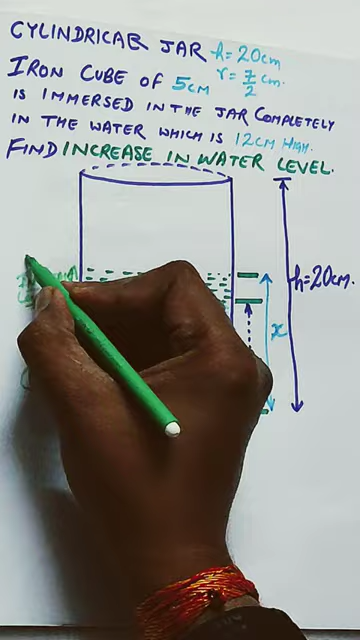 CYLINDRICAL JAR h=20cm
r=7/2 cm.
IRON CUBE OF 5CM
IS IMMERSED IN THE JAR COMPLETELY
IN THE WATER WHICH IS 12CM HIGH.
FIND INCREASE IN WATER LEVEL.
h=20cm
x